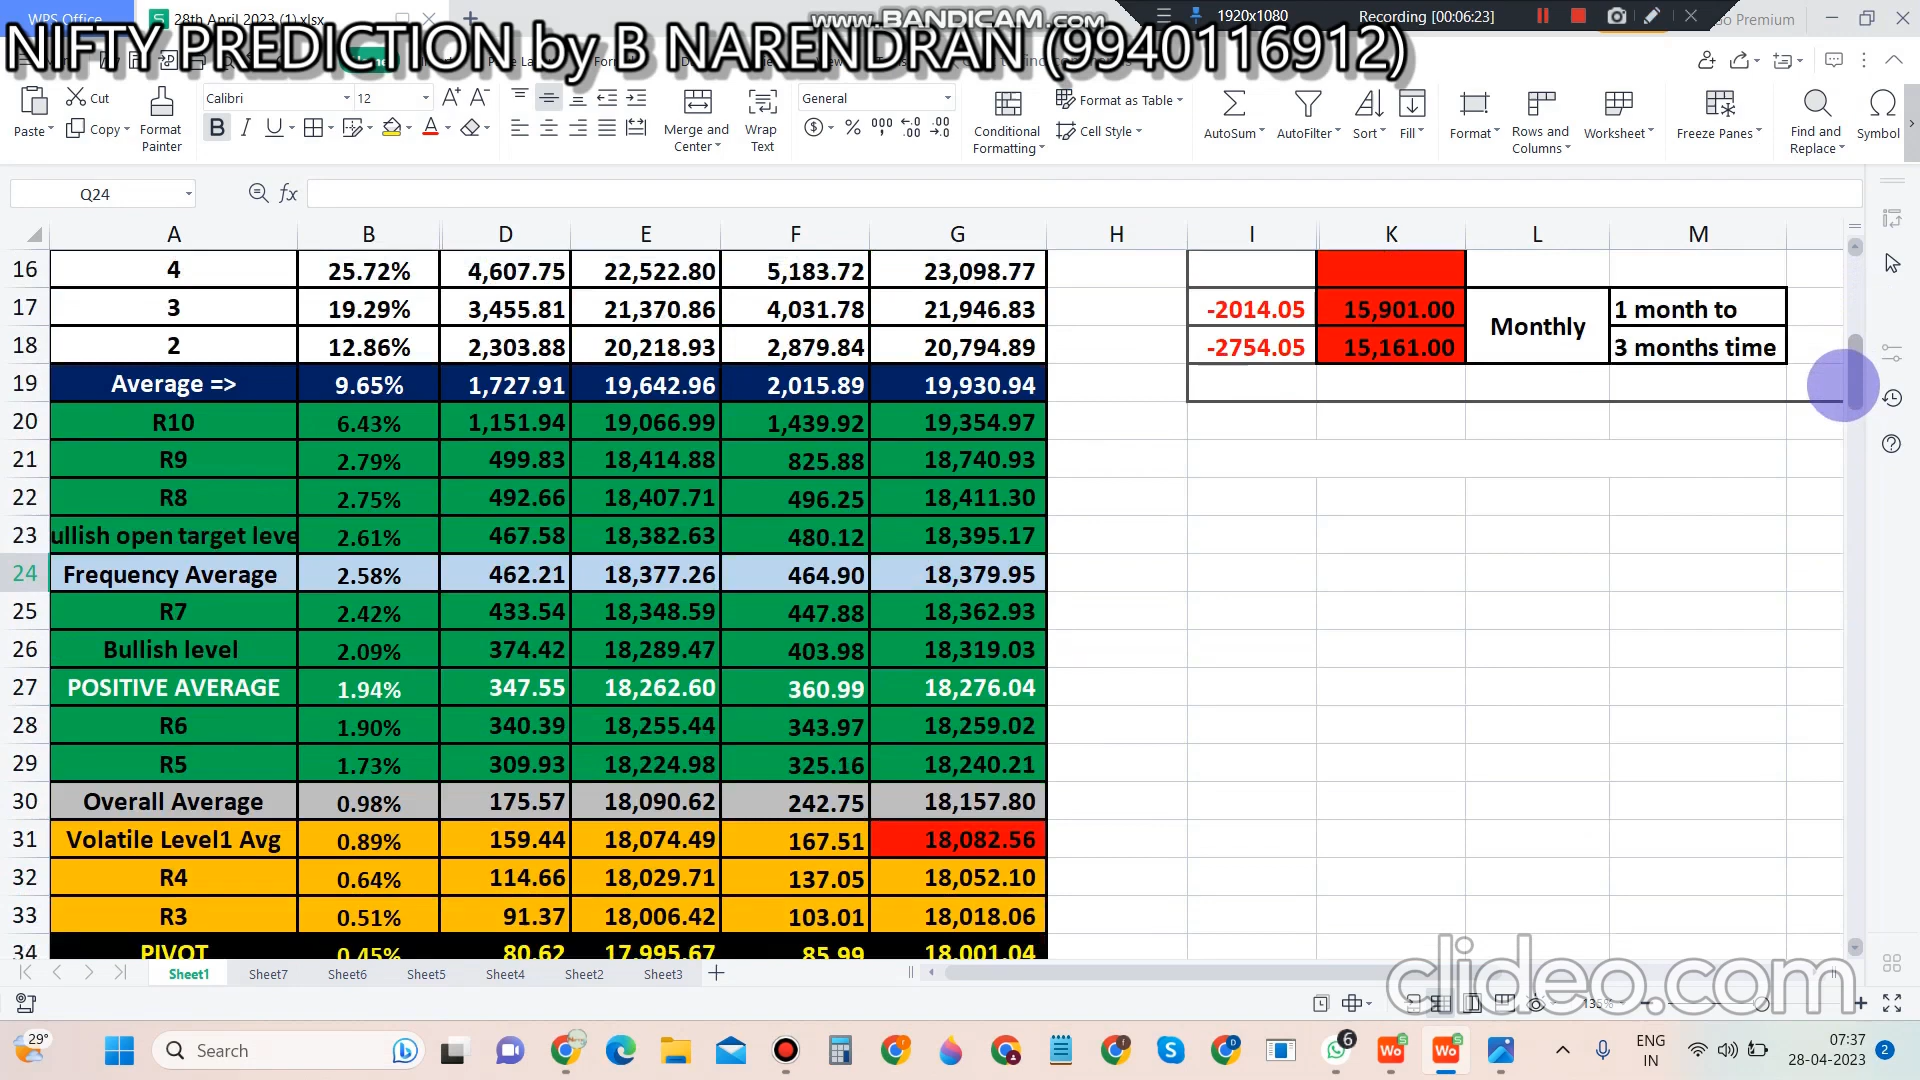 WPS Office
28th April 2023 (1).xlsx
www.BANDICAM.com
1920x1080
Recording [00:06:23]
Premium
NIFTY PREDICTION by B NARENDRAN (9940116912)
Paste
Cut
Copy
Format
Painter
Calibri
12
B I U A
Merge and
Center
Wrap
Text
General
Conditional
Formatting
Format as Table
Cell Style
AutoSum
AutoFilter
Sort
Fill
Format
Rows and
Columns
Worksheet
Freeze Panes
Find and
Replace
Symbol
Q24
fx
A B D E F G H I K L M
16 4 25.72% 4,607.75 22,522.80 5,183.72 23,098.77
17 3 19.29% 3,455.81 21,370.86 4,031.78 21,946.83 -2014.05 15,901.00 Monthly 1 month to
18 2 12.86% 2,303.88 20,218.93 2,879.84 20,794.89 -2754.05 15,161.00 3 months time
19 Average => 9.65% 1,727.91 19,642.96 2,015.89 19,930.94
20 R10 6.43% 1,151.94 19,066.99 1,439.92 19,354.97
21 R9 2.79% 499.83 18,414.88 825.88 18,740.93
22 R8 2.75% 492.66 18,407.71 496.25 18,411.30
23 ullish open target leve 2.61% 467.58 18,382.63 480.12 18,395.17
24 Frequency Average 2.58% 462.21 18,377.26 464.90 18,379.95
25 R7 2.42% 433.54 18,348.59 447.88 18,362.93
26 Bullish level 2.09% 374.42 18,289.47 403.98 18,319.03
27 POSITIVE AVERAGE 1.94% 347.55 18,262.60 360.99 18,276.04
28 R6 1.90% 340.39 18,255.44 343.97 18,259.02
29 R5 1.73% 309.93 18,224.98 325.16 18,240.21
30 Overall Average 0.98% 175.57 18,090.62 242.75 18,157.80
31 Volatile Level1 Avg 0.89% 159.44 18,074.49 167.51 18,082.56
32 R4 0.64% 114.66 18,029.71 137.05 18,052.10
33 R3 0.51% 91.37 18,006.42 103.01 18,018.06
34 PIVOT 0.45% 80.62 17,995.67 85.99 18,001.04
Sheet1 Sheet7 Sheet6 Sheet5 Sheet4 Sheet2 Sheet3
135%
clideo.com
29°
Search
6
ENG
IN
07:37
28-04-2023
2